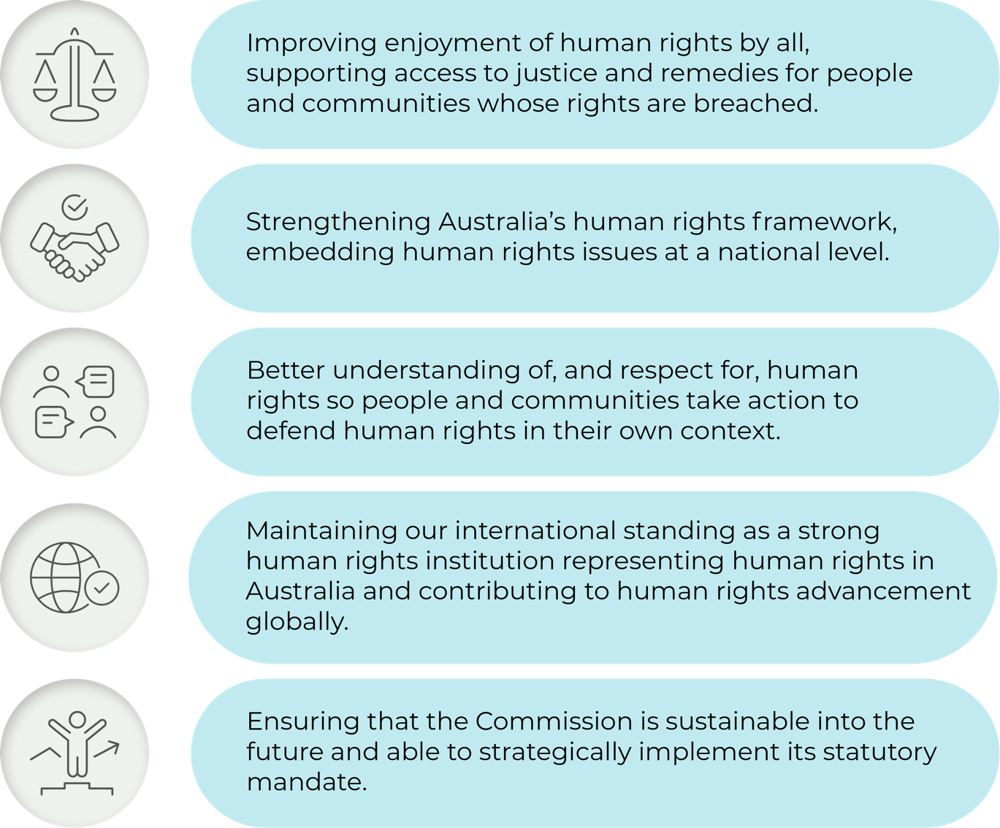 Improving enjoyment of human rights by all,
supporting access to justice and remedies for people
and communities whose rights are breached.
Strengthening Australia’s human rights framework,
embedding human rights issues at a national level.
Better understanding of, and respect for, human
rights so people and communities take action to
defend human rights in their own context.
Maintaining our international standing as a strong
human rights institution representing human rights in
Australia and contributing to human rights advancement
globally.
Ensuring that the Commission is sustainable into the
future and able to strategically implement its statutory
mandate.